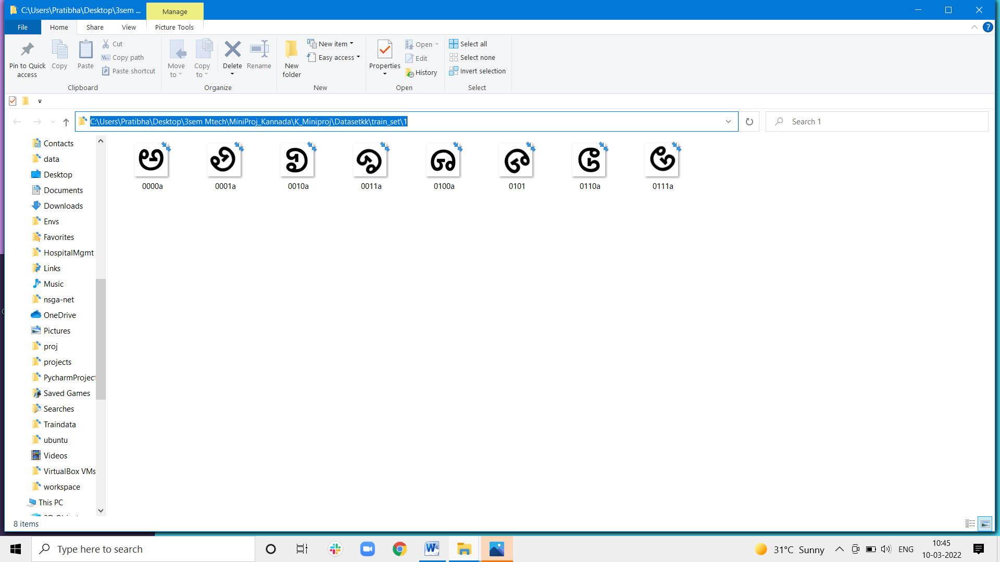 C:\Users\Pratibha\Desktop\3sem ...
Manage
File
Home
Share
View
Picture Tools
Pin to Quick access
Copy
Paste
Cut
Copy path
Paste shortcut
Clipboard
Move to
Copy to
Delete
Rename
Organize
New folder
New item
Easy access
New
Properties
Open
Edit
History
Open
Select all
Select none
Invert selection
Select
C:\Users\Pratibha\Desktop\3sem Mtech\MiniProj_Kannada\K_Miniproj\Datasetkk\train_set\1
Search 1
Contacts
data
Desktop
Documents
Downloads
Envs
Favorites
HospitalMgmt
Links
Music
nsga-net
OneDrive
Pictures
proj
projects
PycharmProject
Saved Games
Searches
Traindata
ubuntu
Videos
VirtualBox VMs
workspace
This PC
ಅ
0000a
0001a
0010a
0011a
0100a
0101
0110a
0111a
8 items
Type here to search
31°C Sunny
ENG
10:45
10-03-2022